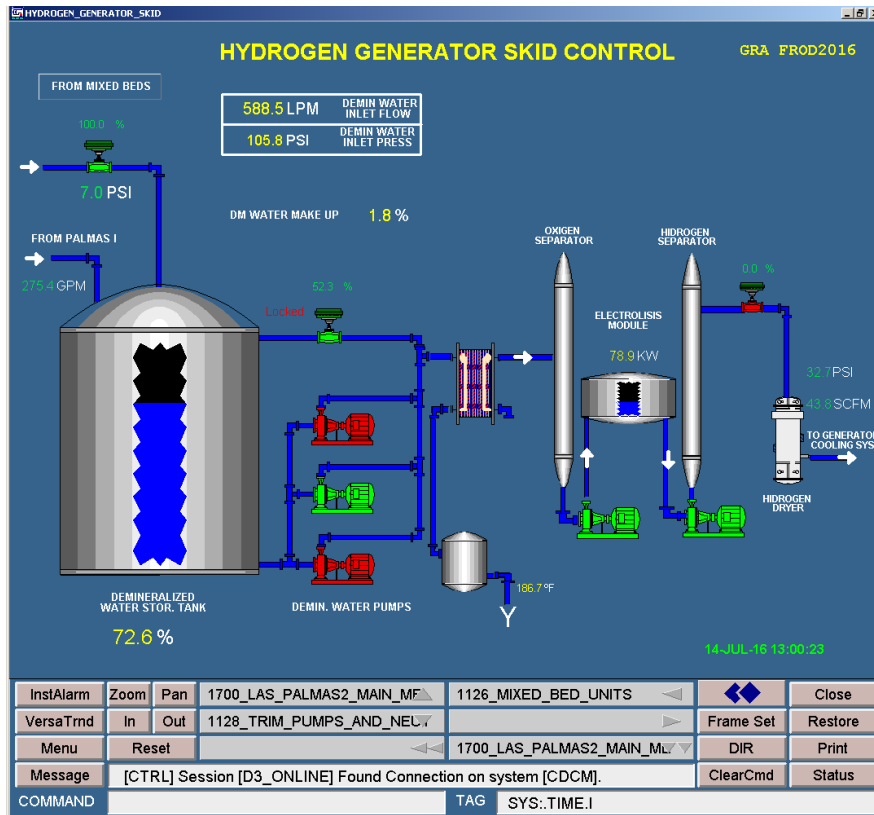 HYDROGEN_GENERATOR_SKID
HYDROGEN GENERATOR SKID CONTROL
GRA FROD2016
FROM MIXED BEDS
588.5 LPM DEMIN WATER
INLET FLOW
105.8 PSI DEMIN WATER
INLET PRESS
100.0 %
7.0 PSI
DM WATER MAKE UP 1.8 %
FROM PALMAS I
275.4 GPM
52.3 %
Locked
OXIGEN
SEPARATOR
HIDROGEN
SEPARATOR
0.0 %
ELECTROLISIS
MODULE
78.9 KW
32.7 PSI
43.8 SCFM
TO GENERATOR
COOLING SYS
HIDROGEN
DRYER
186.7 °F
DEMINERALIZED
WATER STOR. TANK
72.6 %
DEMIN. WATER PUMPS
14-JUL-16 13:00:23
InstAlarm Zoom Pan 1700_LAS_PALMAS2_MAIN_ME 1126_MIXED_BED_UNITS Close
VersaTrnd In Out 1128_TRIM_PUMPS_AND_NEUT Frame Set Restore
Menu Reset 1700_LAS_PALMAS2_MAIN_ME DIR Print
Message [CTRL] Session [D3_ONLINE] Found Connection on system [CDCM]. ClearCmd Status
COMMAND TAG SYS:.TIME.I